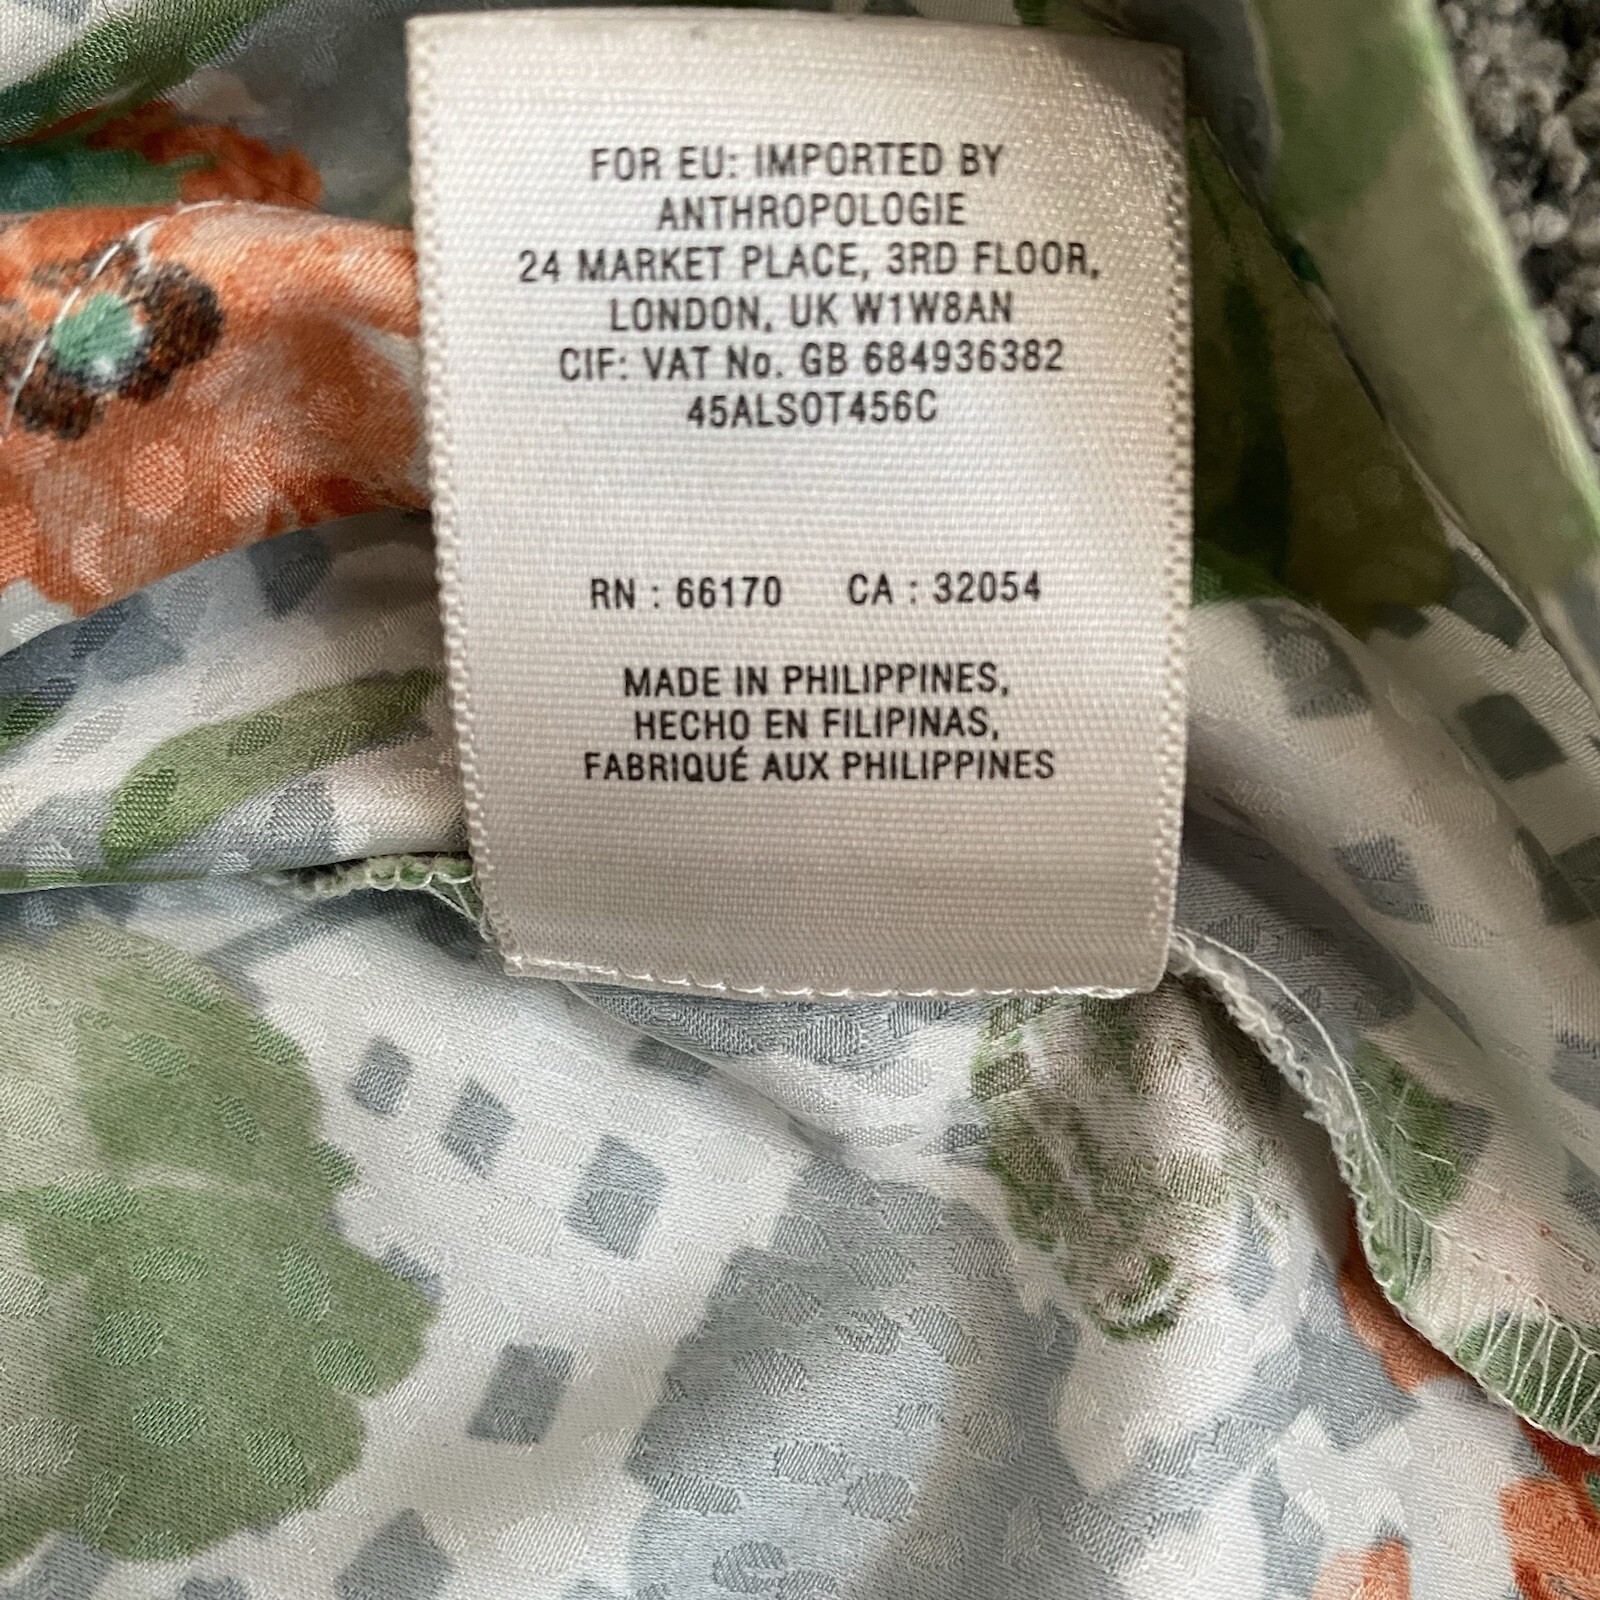 FOR EU: IMPORTED BY
ANTHROPOLOGIE
24 MARKET PLACE, 3RD FLOOR,
LONDON, UK W1W8AN
CIF: VAT No. GB 684936382
45ALSOT456C
RN : 66170 CA : 32054
MADE IN PHILIPPINES,
HECHO EN FILIPINAS,
FABRIQUÉ AUX PHILIPPINES